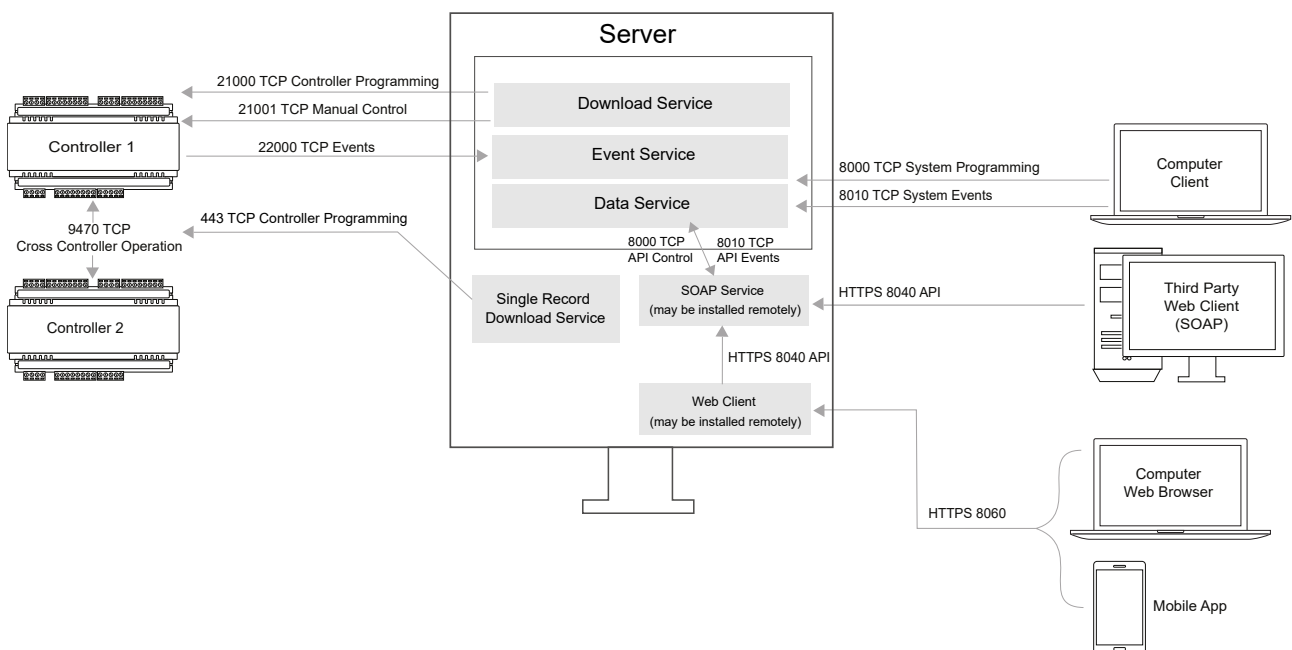 Server
21000 TCP Controller Programming
Download Service
21001 TCP Manual Control
Controller 1
22000 TCP Events
Event Service
8000 TCP System Programming
Computer
Client
Data Service
8010 TCP System Events
443 TCP Controller Programming
9470 TCP
Cross Controller Operation
8000 TCP
API Control
8010 TCP
API Events
Controller 2
Single Record
Download Service
SOAP Service
(may be installed remotely)
HTTPS 8040 API
Third Party
Web Client
(SOAP)
HTTPS 8040 API
Web Client
(may be installed remotely)
Computer
Web Browser
HTTPS 8060
Mobile App